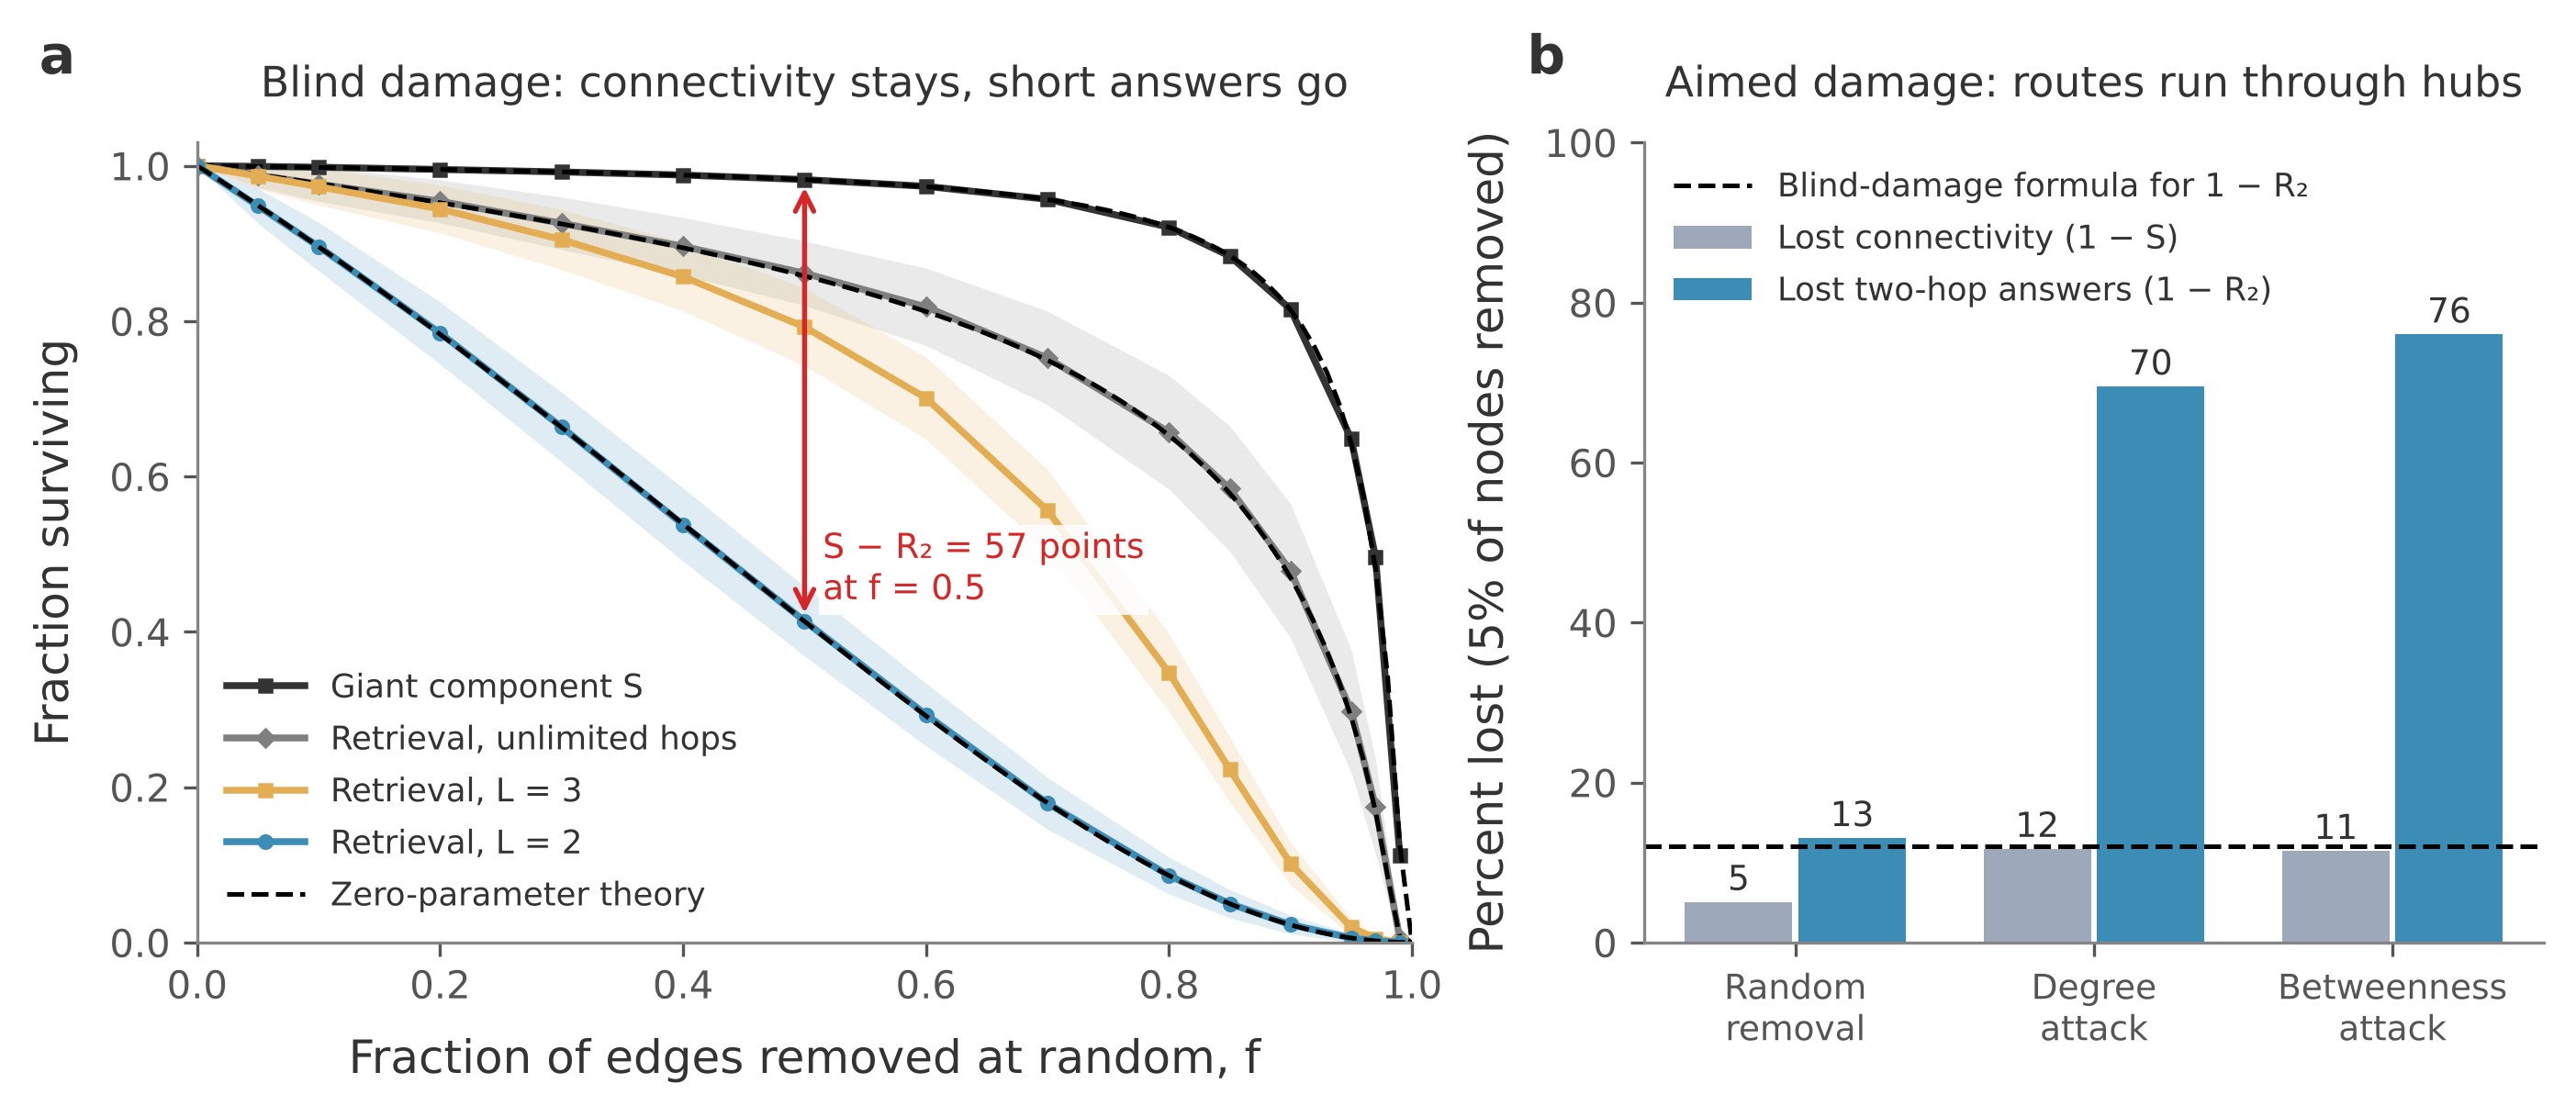 a
Blind damage: connectivity stays, short answers go
Fraction surviving
1.0
0.8
0.6
0.4
0.2
0.0
S − R₂ = 57 points
at f = 0.5
Giant component S
Retrieval, unlimited hops
Retrieval, L = 3
Retrieval, L = 2
Zero-parameter theory
0.0 0.2 0.4 0.6 0.8 1.0
Fraction of edges removed at random, f
b
Aimed damage: routes run through hubs
Percent lost (5% of nodes removed)
100
80
60
40
20
0
Blind-damage formula for 1 − R₂
Lost connectivity (1 − S)
Lost two-hop answers (1 − R₂)
5 13 12 70 11 76
Random
removal
Degree
attack
Betweenness
attack